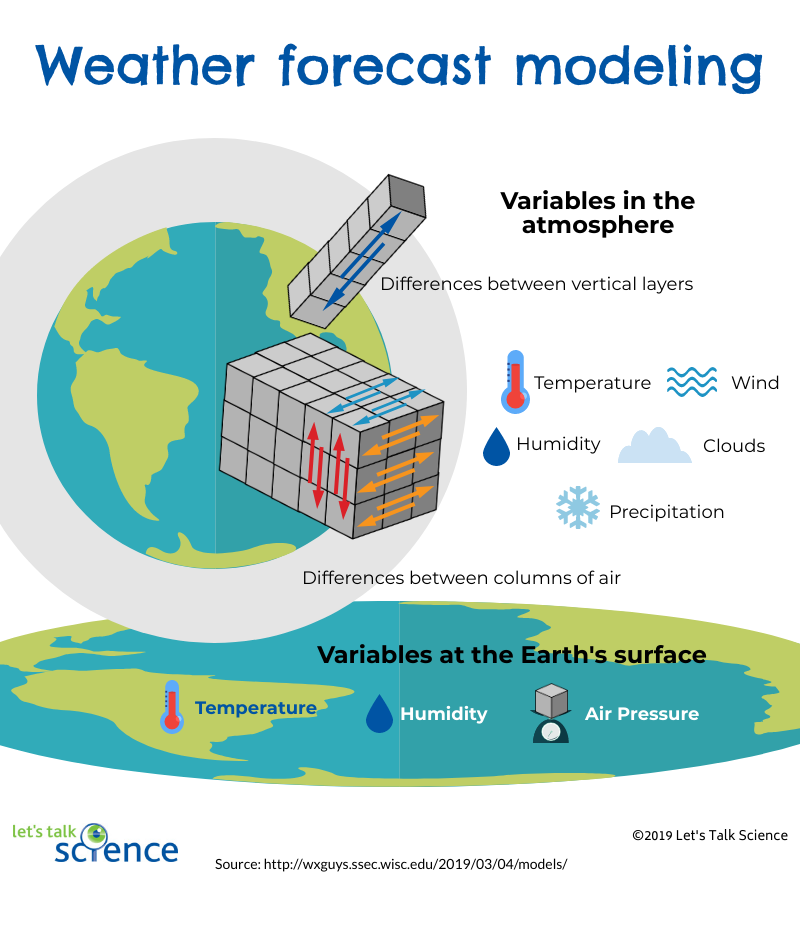 Weather forecast modeling
Variables in the
atmosphere
Differences between vertical layers
Temperature
Wind
Humidity
Clouds
Precipitation
Differences between columns of air
Variables at the Earth's surface
Temperature
Humidity
Air Pressure
let's talk
science
©2019 Let's Talk Science
Source: http://wxguys.ssec.wisc.edu/2019/03/04/models/